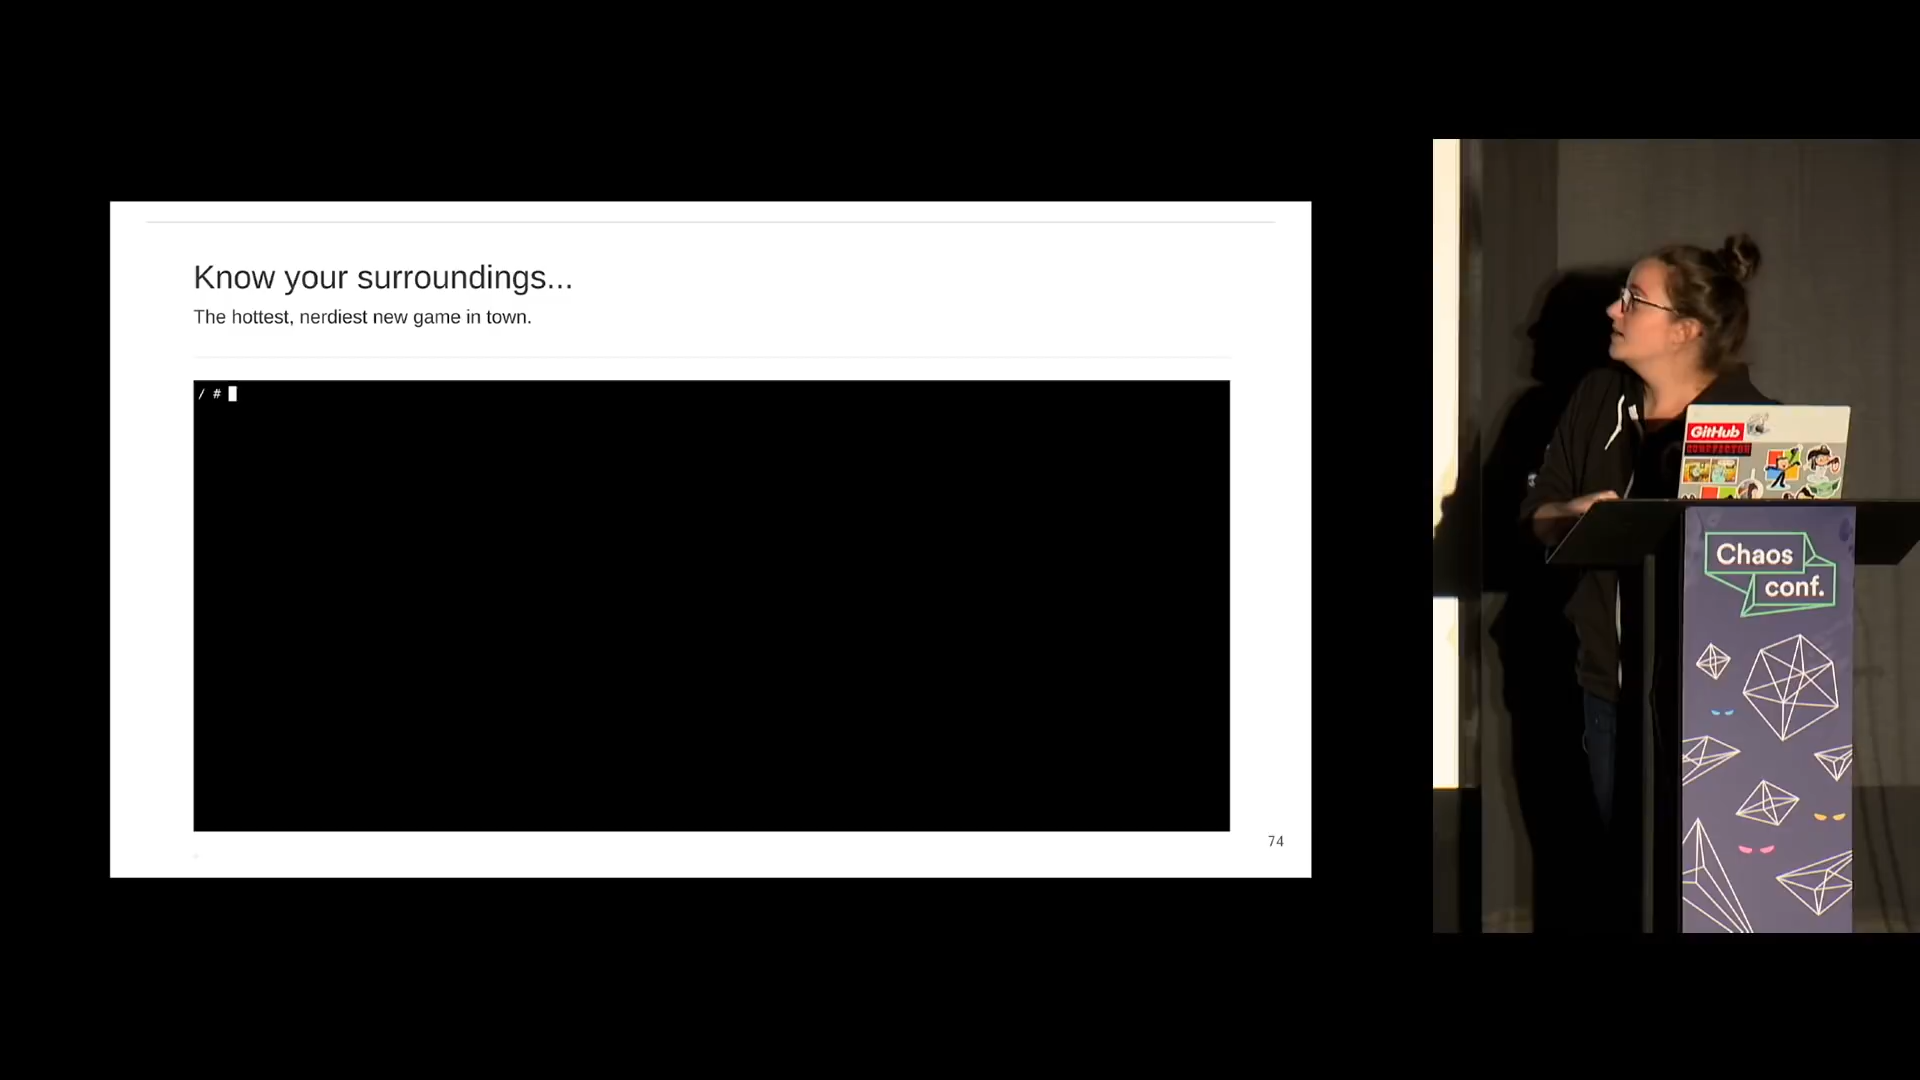 Know your surroundings...
The hottest, nerdiest new game in town.
/ #
74
GitHub
Chaos
conf.